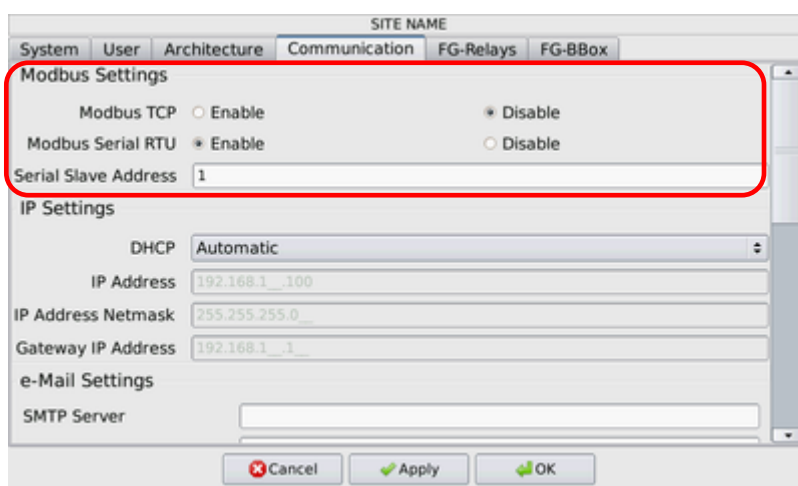 SITE NAME
System User Architecture Communication FG-Relays FG-BBox
Modbus Settings
Modbus TCP Enable Disable
Modbus Serial RTU Enable Disable
Serial Slave Address 1
IP Settings
DHCP Automatic
IP Address 192.168.1__.100
IP Address Netmask 255.255.255.0__
Gateway IP Address 192.168.1__.1__
e-Mail Settings
SMTP Server
Cancel Apply OK